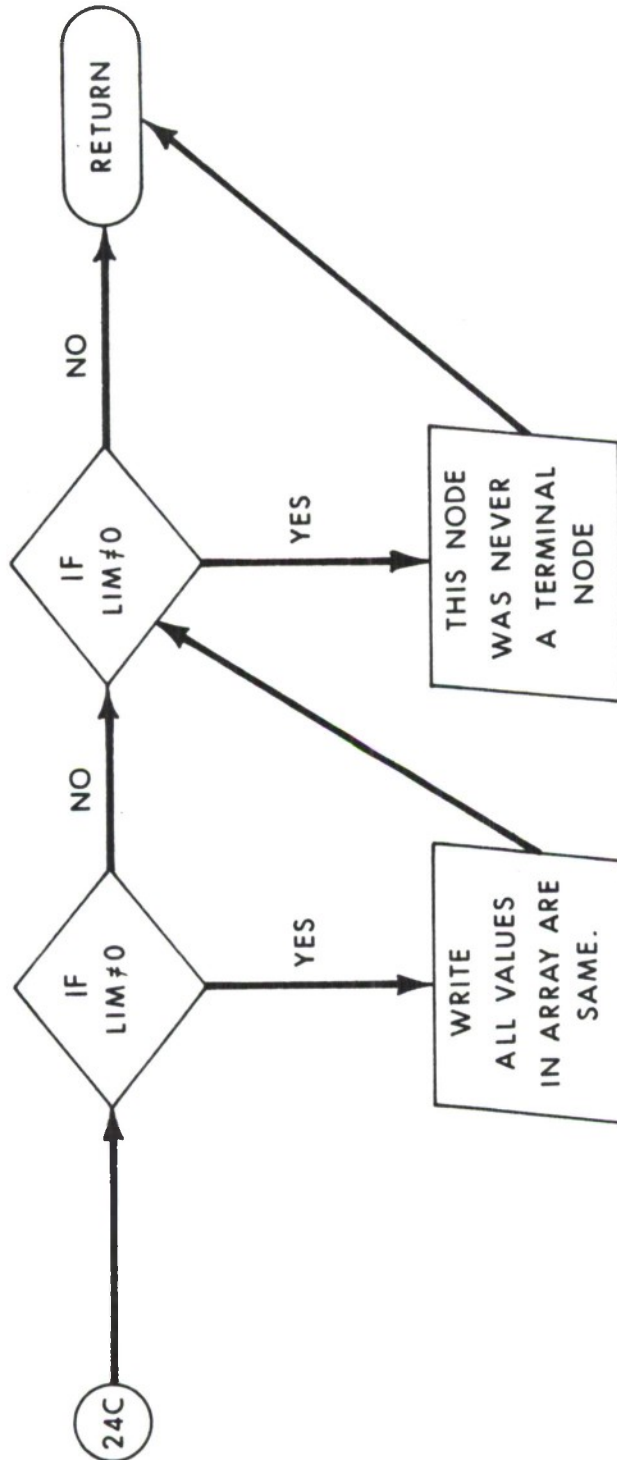 24C
IF
LIM≠0
NO
YES
WRITE
ALL VALUES
IN ARRAY ARE
SAME.
IF
LIM≠0
NO
YES
THIS NODE
WAS NEVER
A TERMINAL
NODE
RETURN